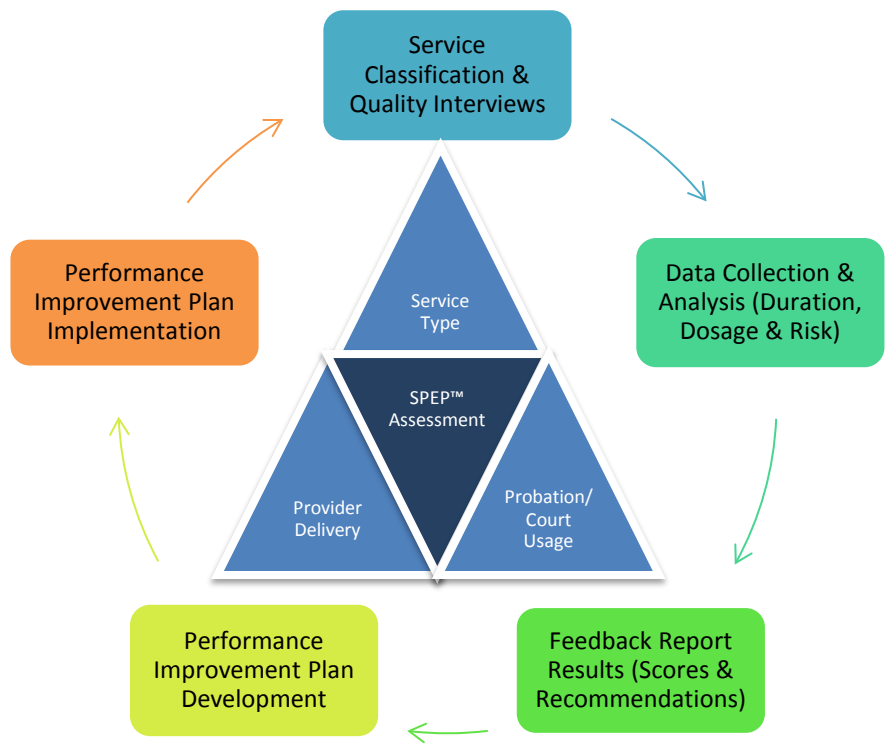 Service
Classification &
Quality Interviews
Performance
Improvement Plan
Implementation
Data Collection &
Analysis (Duration,
Dosage & Risk)
Service
Type
SPEP™
Assessment
Provider
Delivery
Probation/
Court
Usage
Performance
Improvement Plan
Development
Feedback Report
Results (Scores &
Recommendations)